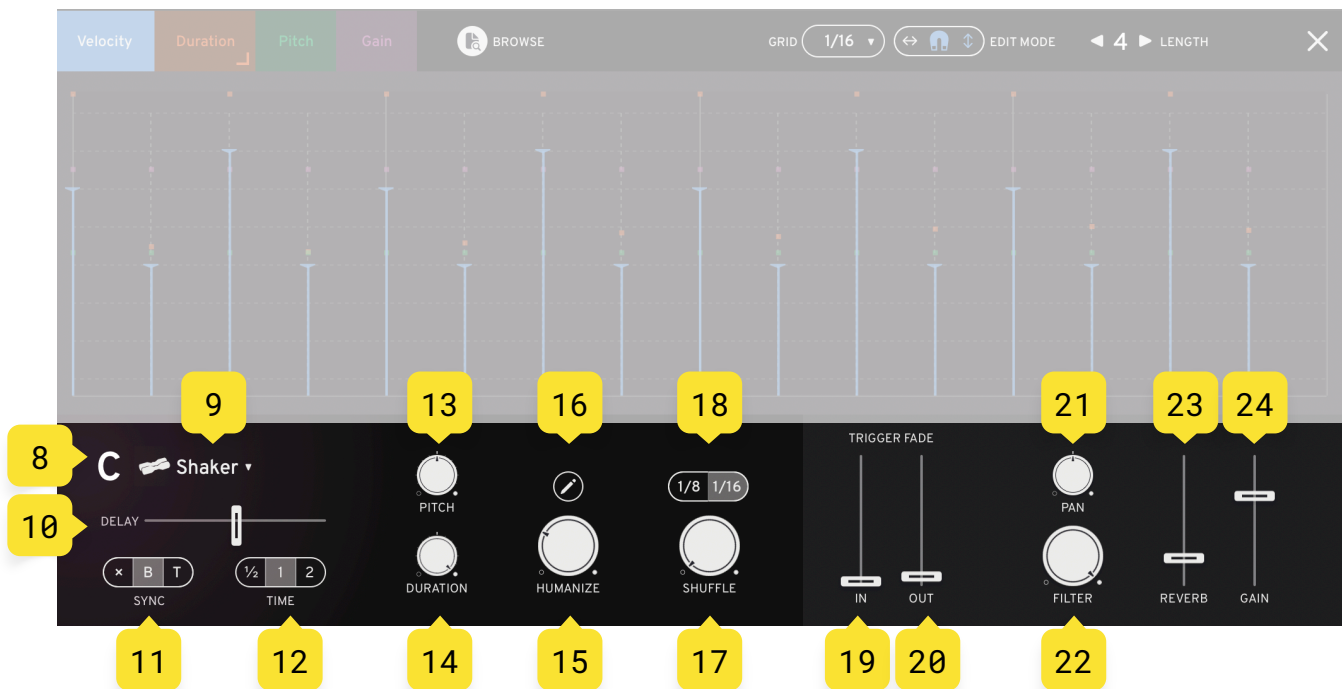 Velocity Duration Pitch Gain BROWSE GRID 1/16 ▾ EDIT MODE ◀ 4 ▶ LENGTH
9 13 16 18 21 23 24
8 C Shaker ▾ TRIGGER FADE
1/8 1/16
PITCH PAN
10 DELAY
× B T ½ 1 2
SYNC TIME DURATION HUMANIZE SHUFFLE IN OUT FILTER REVERB GAIN
11 12 14 15 17 19 20 22